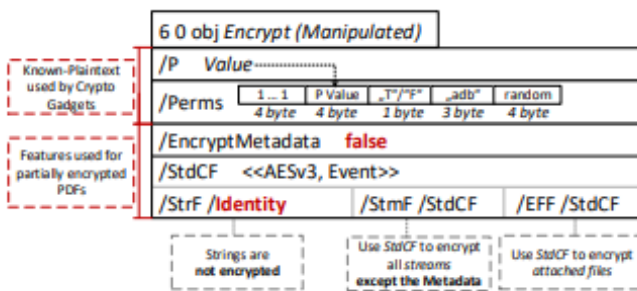 6 0 obj Encrypt (Manipulated)
/P Value
Known-Plaintext
used by Crypto
Gadgets
/Perms
1 ... 1 P Value „T"/"F" „adb" random
4 byte 4 byte 1 byte 3 byte 4 byte
/EncryptMetadata false
Features used for
partially encrypted
PDFs
/StdCF <<AESv3, Event>>
/StrF /Identity /StmF /StdCF /EFF /StdCF
Strings are
not encrypted
Use StdCF to encrypt
all streams
except the Metadata
Use StdCF to encrypt
attached files